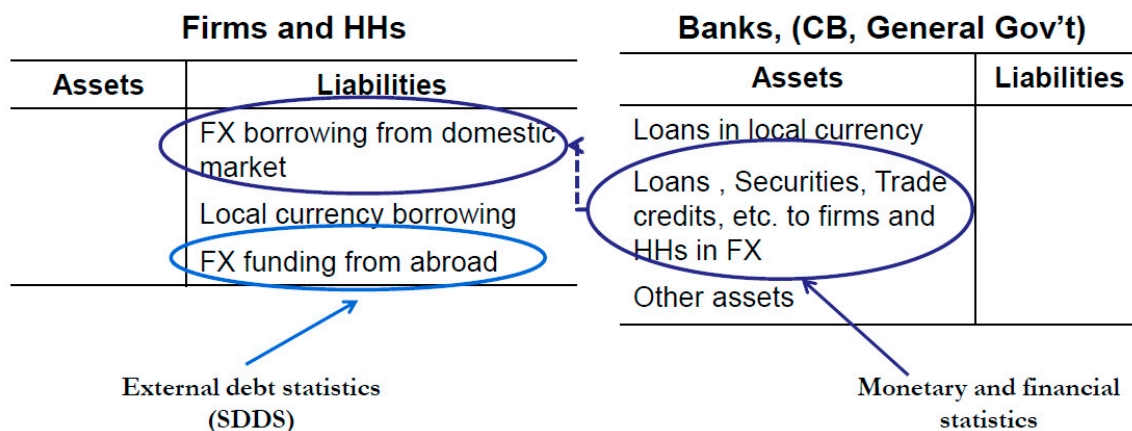 Firms and HHs
Assets
Liabilities
FX borrowing from domestic
market
Local currency borrowing
FX funding from abroad
External debt statistics
(SDDS)
Banks, (CB, General Gov’t)
Assets
Liabilities
Loans in local currency
Loans , Securities, Trade
credits, etc. to firms and
HHs in FX
Other assets
Monetary and financial
statistics